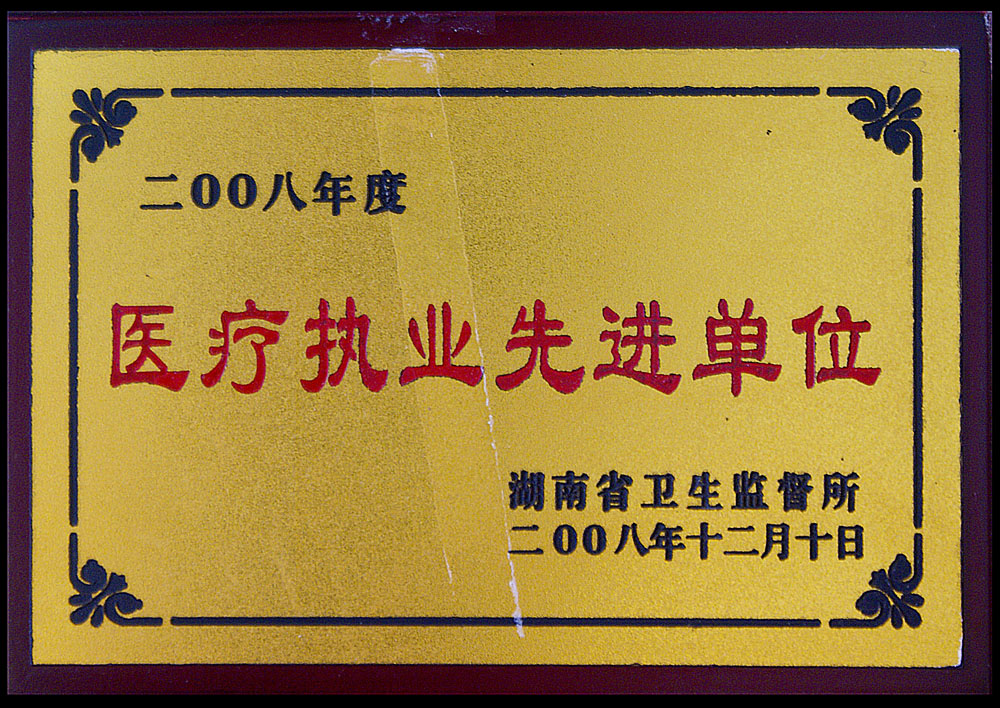 二00八年度
医疗执业先进单位
湖南省卫生监督所
二00八年十二月十日